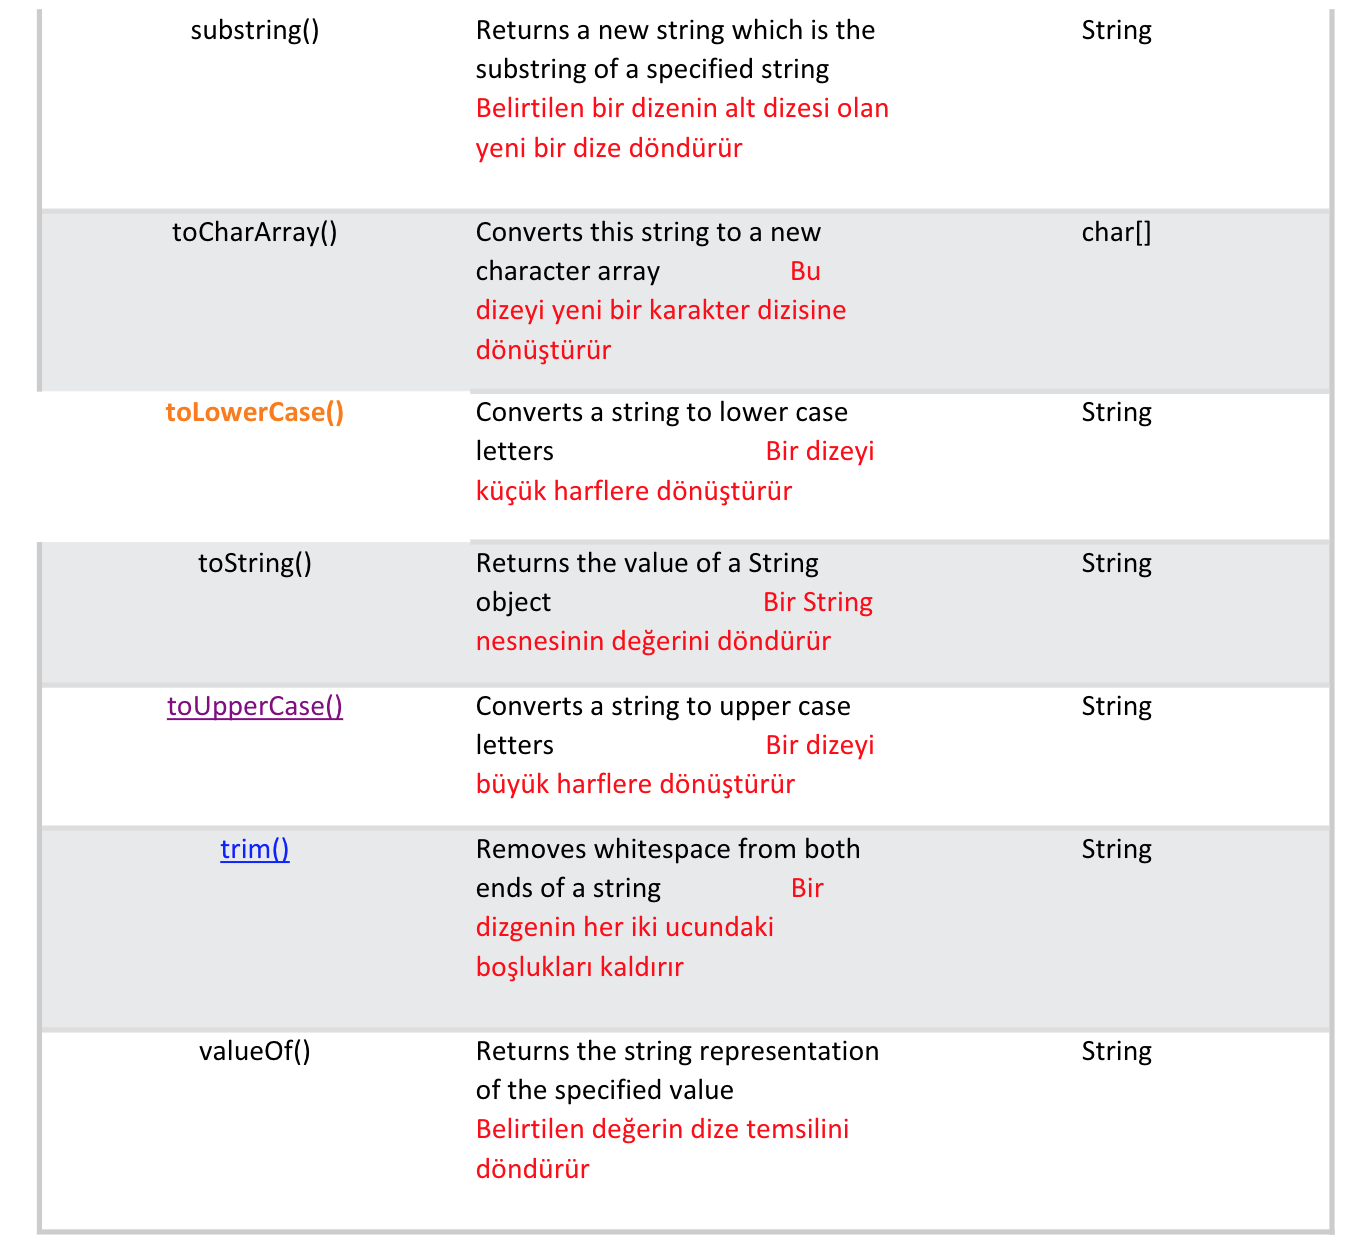 substring()
Returns a new string which is the
String
substring of a specified string
Belirtilen bir dizenin alt dizesi olan
yeni bir dize döndürür
toCharArray()
Converts this string to a new
char[]
character array Bu
dizeyi yeni bir karakter dizisine
dönüştürür
toLowerCase()
Converts a string to lower case
String
letters Bir dizeyi
küçük harflere dönüştürür
toString()
Returns the value of a String
String
object Bir String
nesnesinin değerini döndürür
toUpperCase()
Converts a string to upper case
String
letters Bir dizeyi
büyük harflere dönüştürür
trim()
Removes whitespace from both
String
ends of a string Bir
dizgenin her iki ucundaki
boşlukları kaldırır
valueOf()
Returns the string representation
String
of the specified value
Belirtilen değerin dize temsilini
döndürür